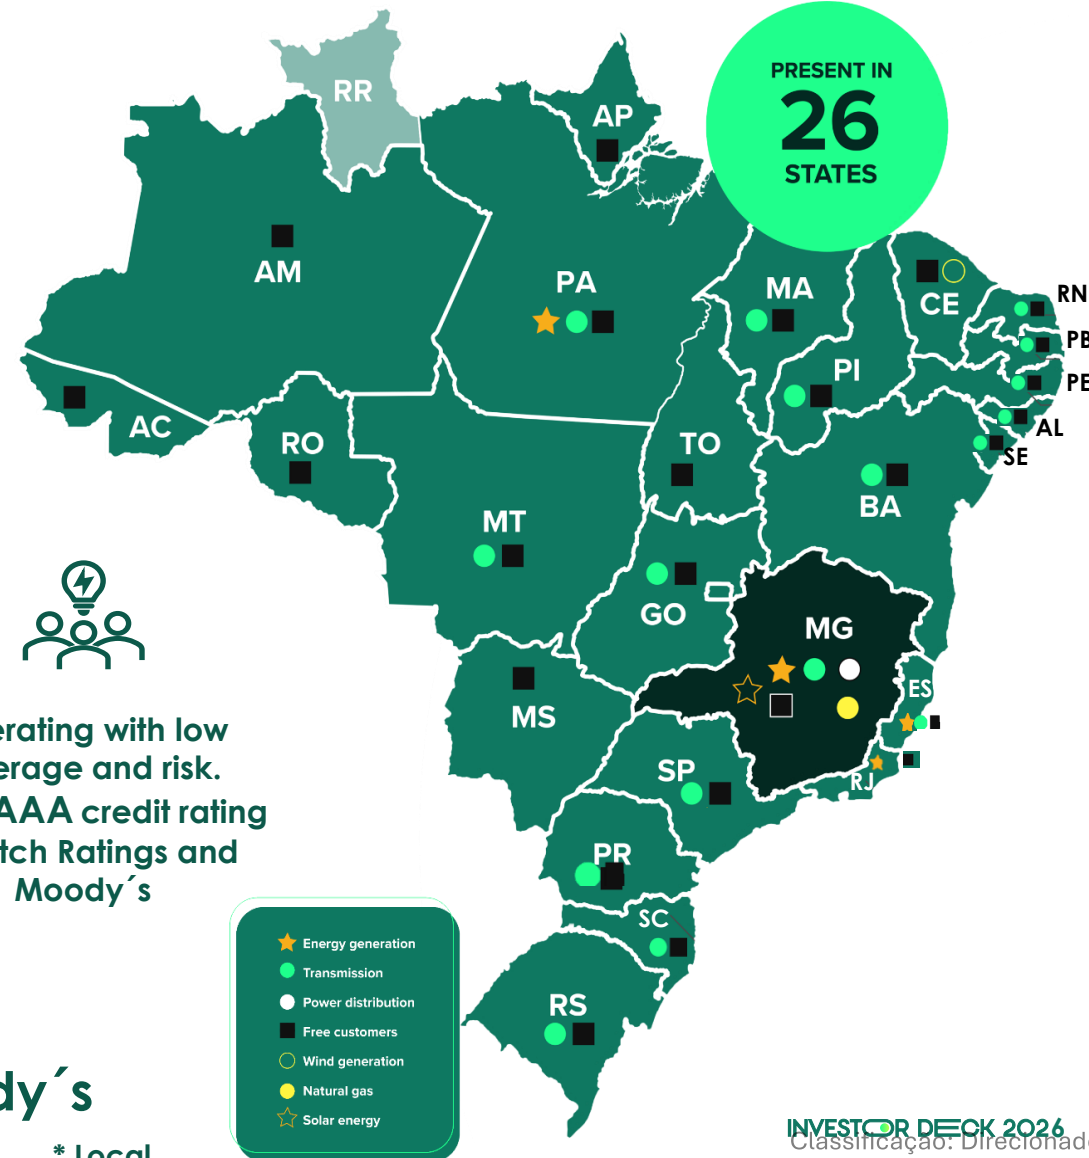 PRESENT IN
26
STATES
RR
AP
AM
PA
MA
CE
RN
PB
PE
PI
AL
SE
AC
RO
TO
BA
MT
GO
MG
ES
MS
SP
RJ
PR
SC
RS
erating with low
erage and risk.
AAA credit rating
tch Ratings and
Moody´s
Energy generation
Transmission
Power distribution
Free customers
Wind generation
Natural gas
Solar energy
dy´s
* Local
INVESTOR DECK 2026
Classificação: Direcionado